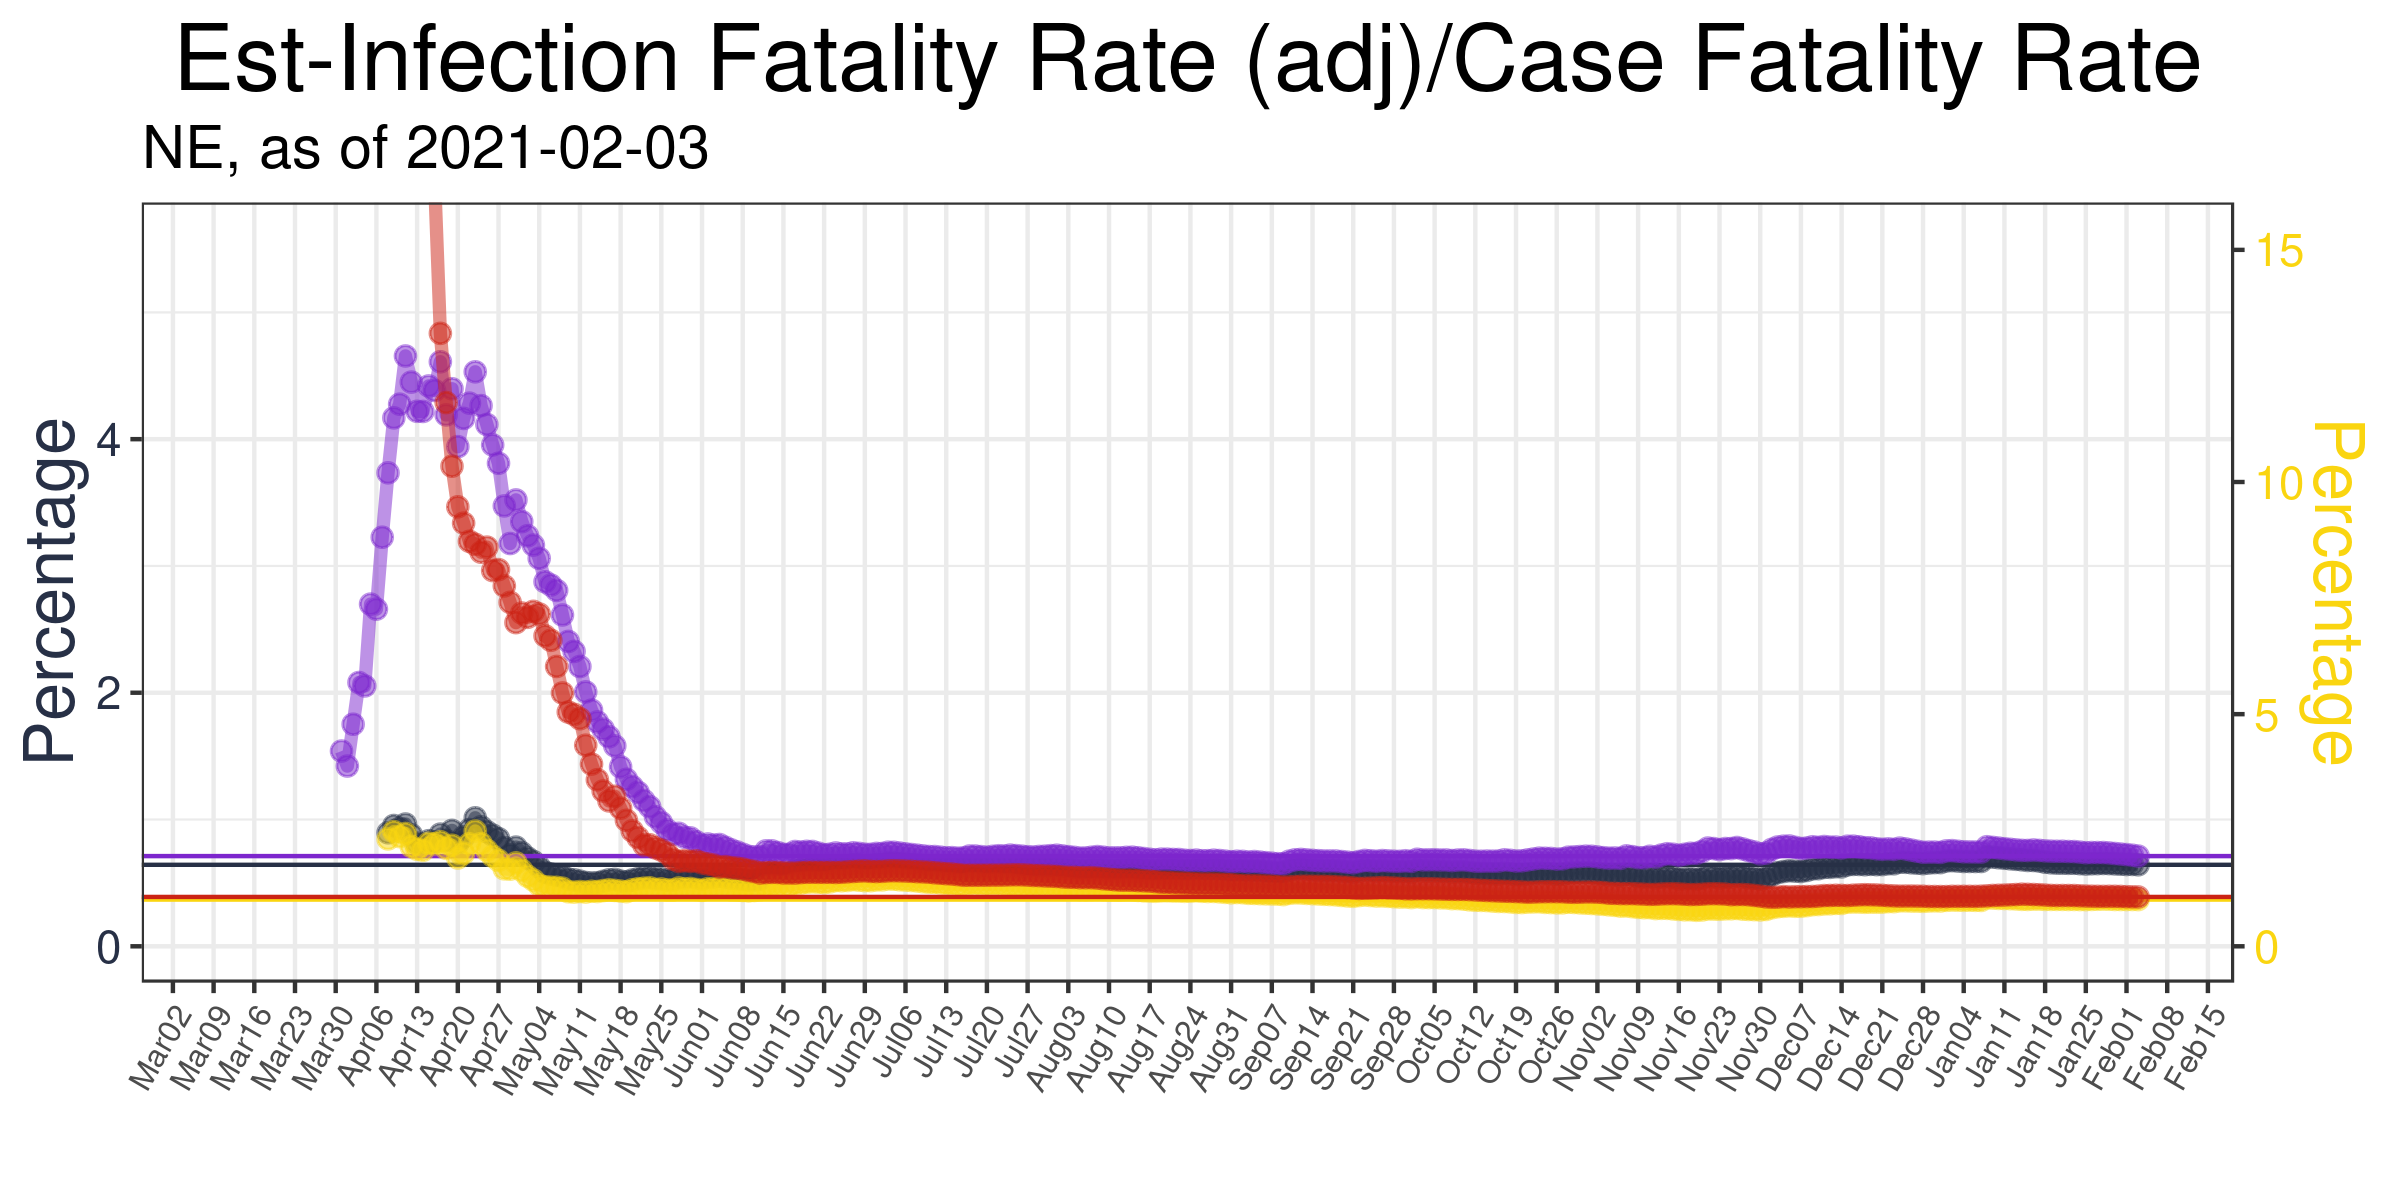 Est-Infection Fatality Rate (adj)/Case Fatality Rate
NE, as of 2021-02-03
Percentage
4
2
0
15
10
5
0
Percentage
Mar02
Mar09
Mar16
Mar23
Mar30
Apr06
Apr13
Apr20
Apr27
May04
May11
May18
May25
Jun01
Jun08
Jun15
Jun22
Jun29
Jul06
Jul13
Jul20
Jul27
Aug03
Aug10
Aug17
Aug24
Aug31
Sep07
Sep14
Sep21
Sep28
Oct05
Oct12
Oct19
Oct26
Nov02
Nov09
Nov16
Nov23
Nov30
Dec07
Dec14
Dec21
Dec28
Jan04
Jan11
Jan18
Jan25
Feb01
Feb08
Feb15